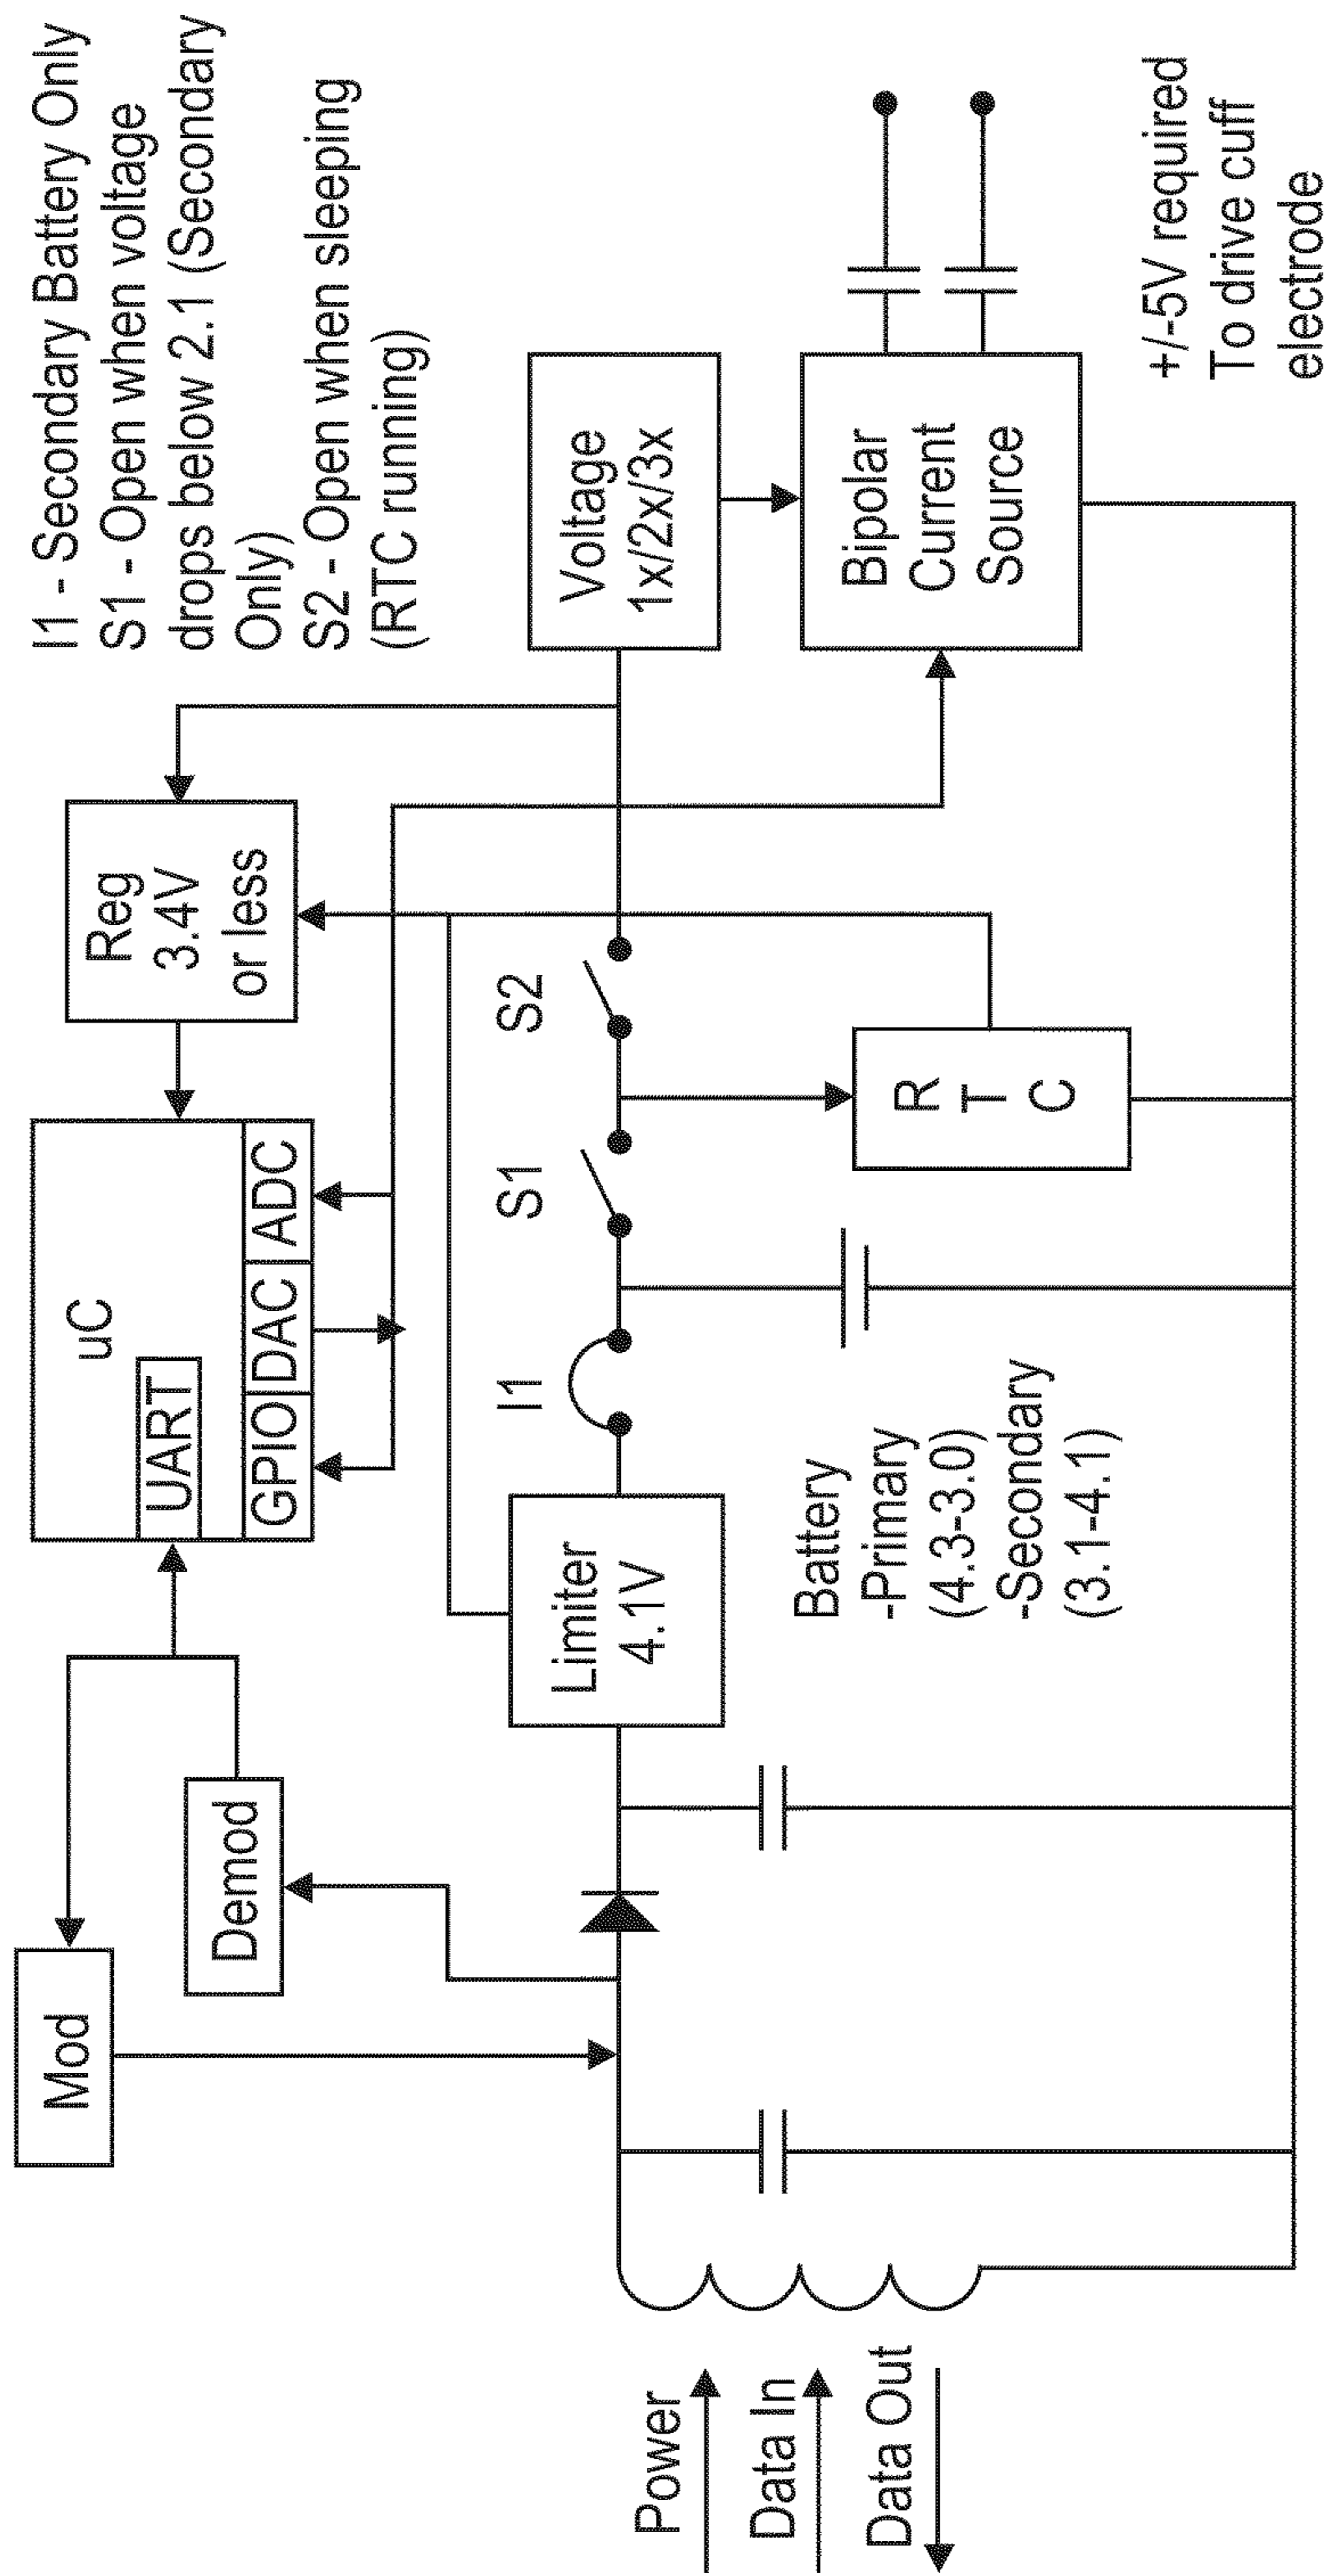 I1 - Secondary Battery Only
S1 - Open when voltage
drops below 2.1 (Secondary
Only)
S2 - Open when sleeping
(RTC running)
Mod
Demod
uC
UART
GPIO
DAC
ADC
Reg
3.4V
or less
Power
Data In
Data Out
Limiter
4.1V
I1
S1
S2
Voltage
1x/2x/3x
Battery
-Primary
(4.3-3.0)
-Secondary
(3.1-4.1)
R
T
C
Bipolar
Current
Source
+/-5V required
To drive cuff
electrode